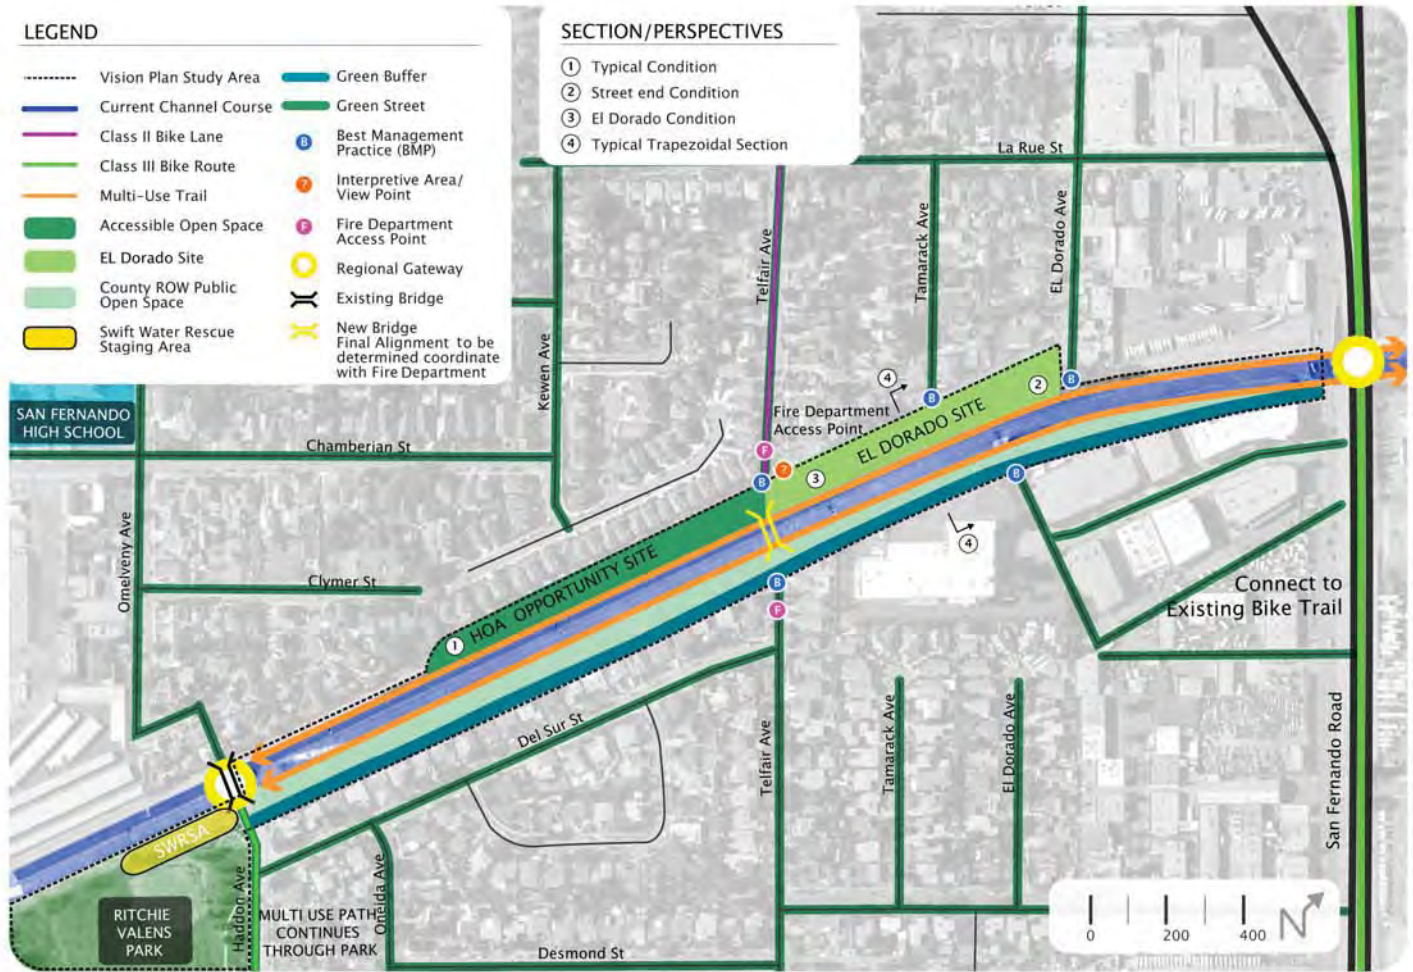 LEGEND
Vision Plan Study Area
Current Channel Course
Class II Bike Lane
Class III Bike Route
Multi-Use Trail
Accessible Open Space
EL Dorado Site
County ROW Public
Open Space
Swift Water Rescue
Staging Area
Green Buffer
Green Street
B
Best Management
Practice (BMP)
?
Interpretive Area/
View Point
F
Fire Department
Access Point
Regional Gateway
Existing Bridge
New Bridge
Final Alignment to be
determined coordinate
with Fire Department
SECTION/PERSPECTIVES
1 Typical Condition
2 Street end Condition
3 El Dorado Condition
4 Typical Trapezoidal Section
La Rue St
Telfair Ave
Tamarack Ave
EL Dorado Ave
Kewen Ave
SAN FERNANDO
HIGH SCHOOL
Chamberian St
Omelveny Ave
Clymer St
4
2
B
B
Fire Department
Access Point
EL DORADO SITE
F
?
B
3
B
4
HOA OPPORTUNITY SITE
1
B
F
Connect to
Existing Bike Trail
Del Sur St
Telfair Ave
Tamarack Ave
El Dorado Ave
San Fernando Road
SWRSA
RITCHIE
VALENS
PARK
Haddon Ave
MULTI USE PATH
CONTINUES
THROUGH PARK
Oneida Ave
Desmond St
0 200 400
N